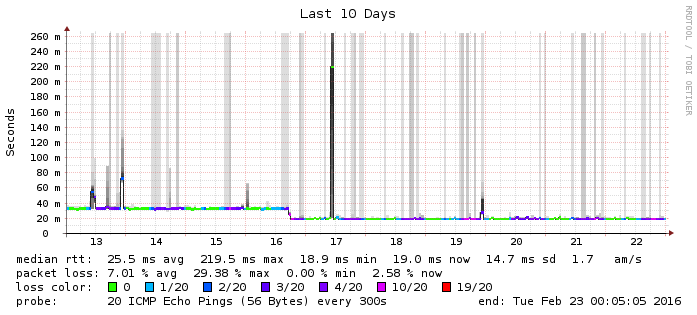 Last 10 Days
RRDTOOL / TOBI OETIKER
Seconds
260 m
240 m
220 m
200 m
180 m
160 m
140 m
120 m
100 m
80 m
60 m
40 m
20 m
0
13 14 15 16 17 18 19 20 21 22
median rtt: 25.5 ms avg 219.5 ms max 18.9 ms min 19.0 ms now 14.7 ms sd 1.7 am/s
packet loss: 7.01 % avg 29.38 % max 0.00 % min 2.58 % now
loss color: 0 1/20 2/20 3/20 4/20 10/20 19/20
probe: 20 ICMP Echo Pings (56 Bytes) every 300s end: Tue Feb 23 00:05:05 2016